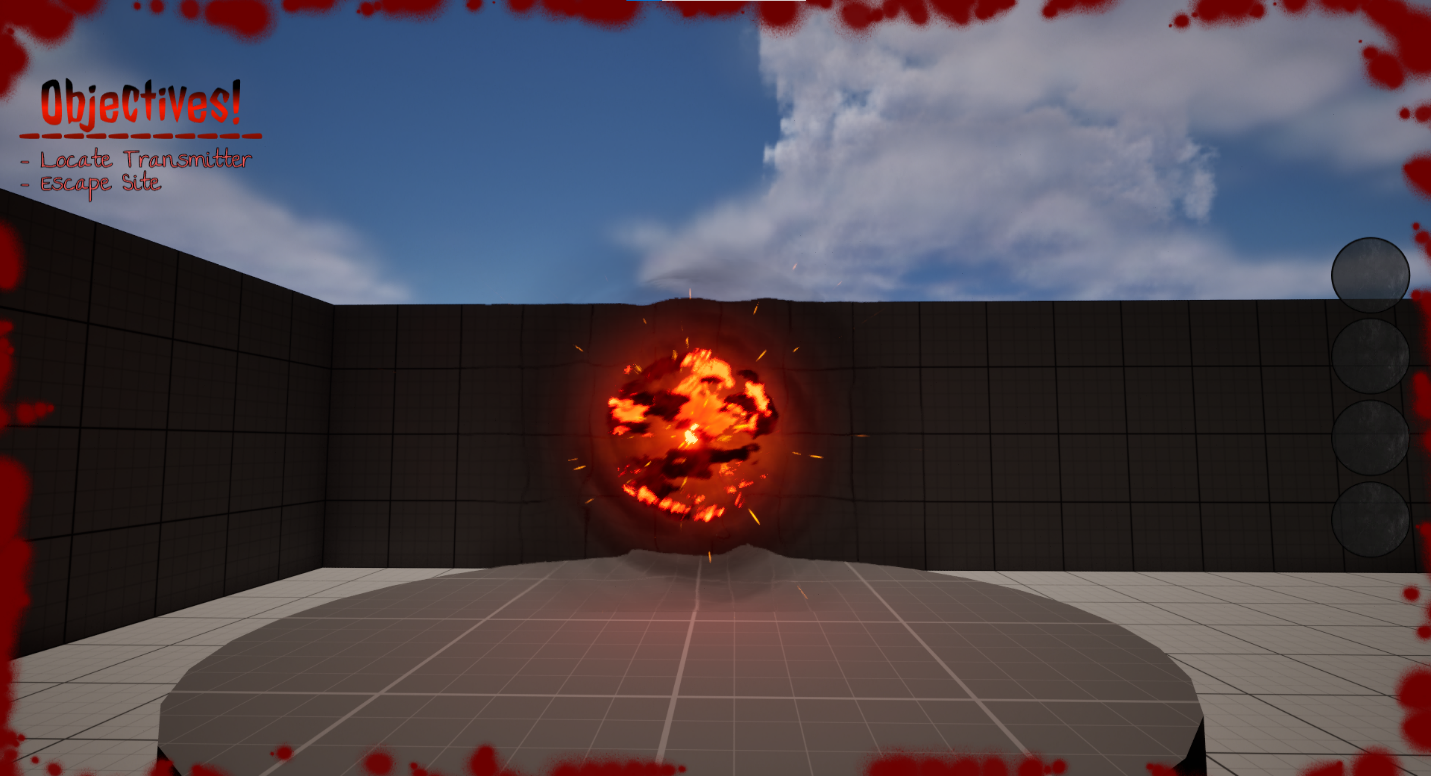 Objectives!
- Locate Transmitter
- Escape Site